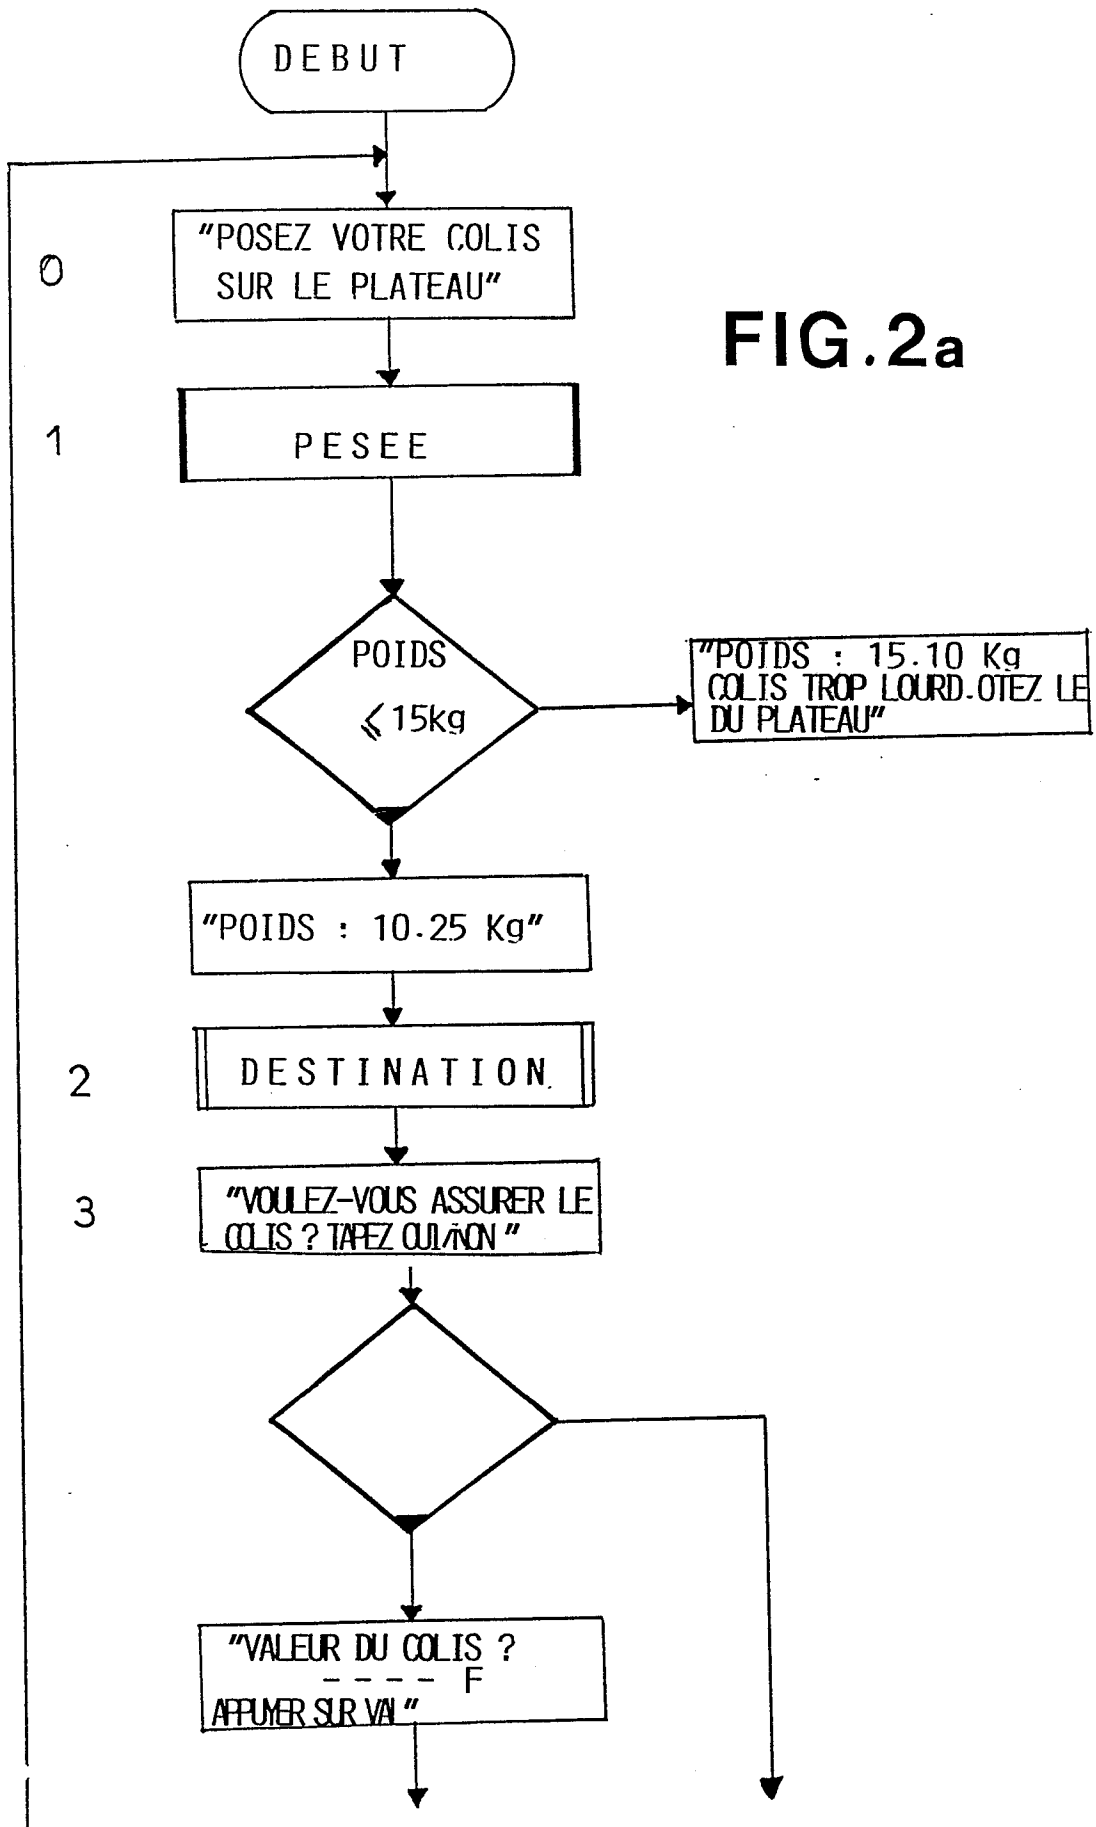 DEBUT
0
"POSEZ VOTRE COLIS
SUR LE PLATEAU"
FIG.2a
1
PESEE
POIDS
⩽ 15kg
"POIDS : 15.10 Kg
COLIS TROP LOURD.OTEZ LE
DU PLATEAU"
"POIDS : 10.25 Kg"
2
DESTINATION
3
"VOULEZ-VOUS ASSURER LE
COLIS ? TAPEZ OUI/NON"
"VALEUR DU COLIS ?
- - - - F
APPUYER SUR VAL"